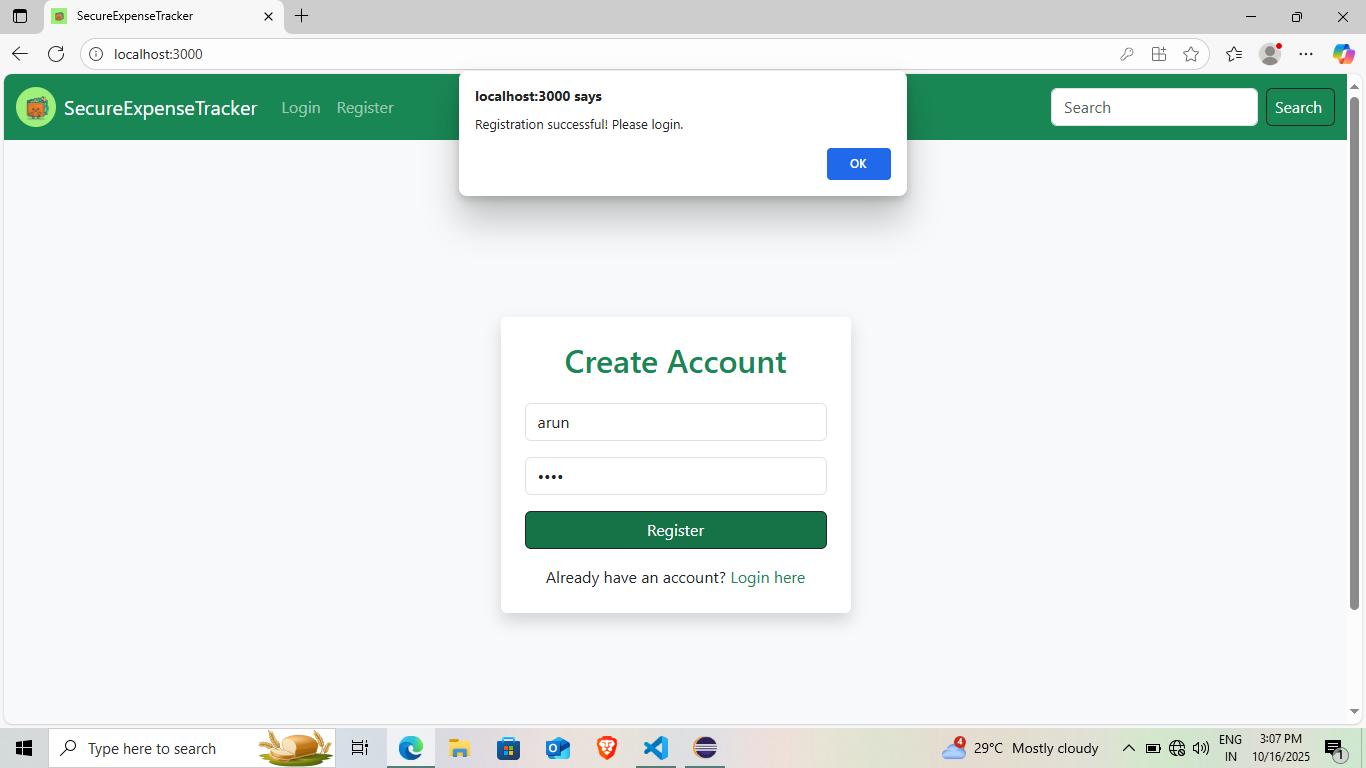 SecureExpenseTracker
localhost:3000
SecureExpenseTracker Login Register Search Search
localhost:3000 says
Registration successful! Please login.
OK
Create Account
arun
••••
Register
Already have an account? Login here
Type here to search
4
29°C Mostly cloudy
ENG
IN
3:07 PM
10/16/2025
1